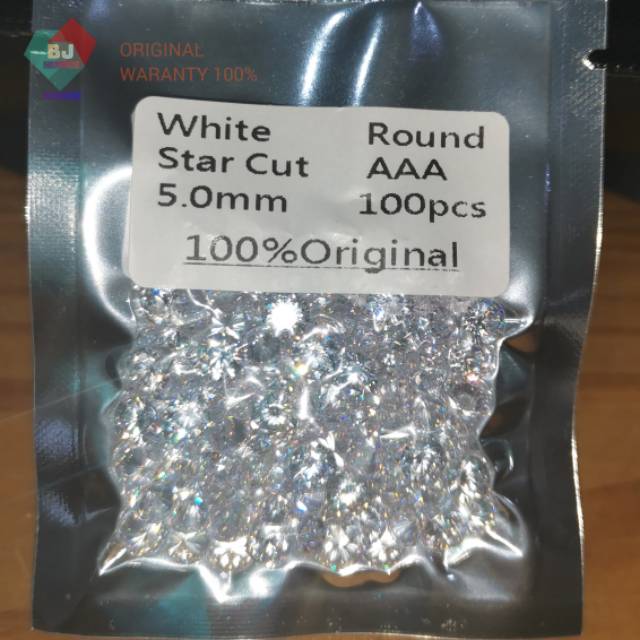 BJ
ORIGINAL
WARANTY 100%
White Round
Star Cut AAA
5.0mm 100pcs
100%Original